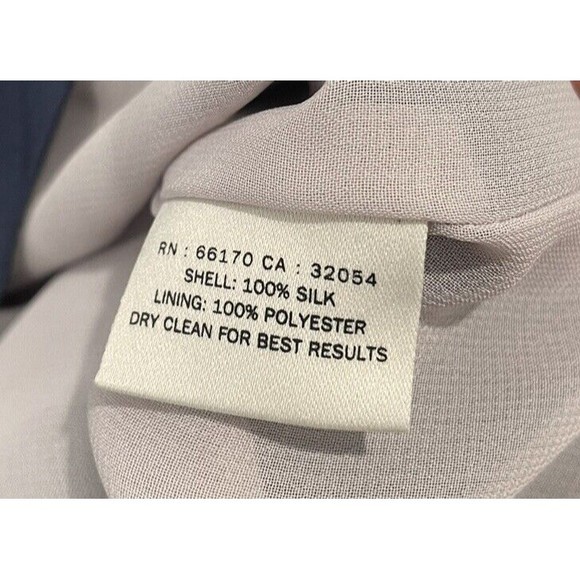 RN : 66170 CA : 32054
SHELL: 100% SILK
LINING: 100% POLYESTER
DRY CLEAN FOR BEST RESULTS